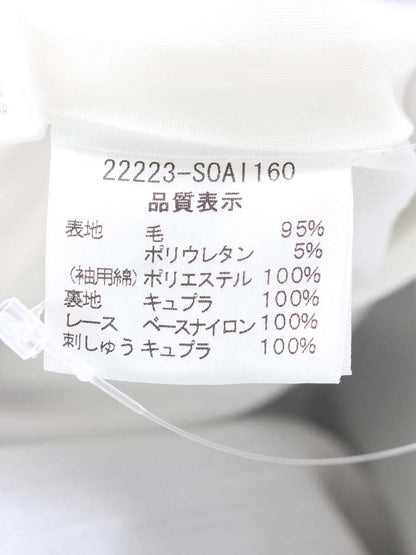 22223-SOAI160
品質表示
表地 毛 95%
ポリウレタン 5%
(袖用綿) ポリエステル 100%
裏地 キュプラ 100%
レース ベースナイロン 100%
刺しゅう キュプラ 100%